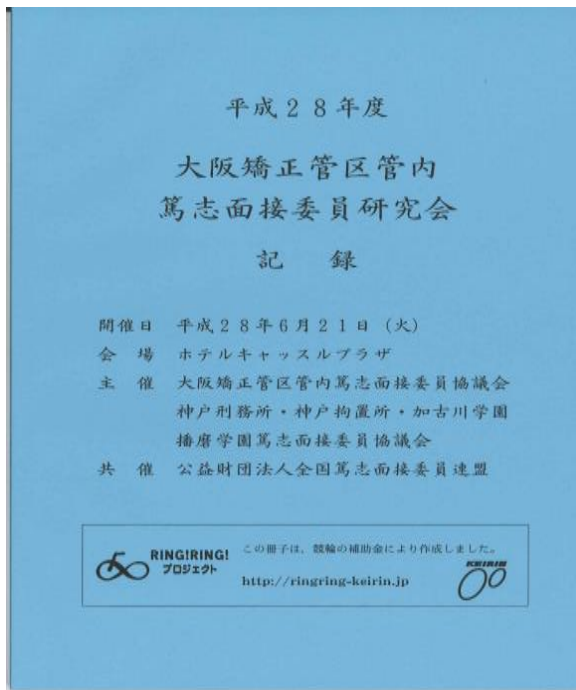 平成28年度
大阪矯正管区管内
篤志面接委員研究会
記 録
開催日 平成28年6月21日(火)
会 場 ホテルキャッスルプラザ
主 催 大阪矯正管区管内篤志面接委員協議会
神戸刑務所・神戸拘置所・加古川学園
播磨学園篤志面接委員協議会
共 催 公益財団法人全国篤志面接委員連盟
RING!RING!
プロジェクト
この冊子は、競輪の補助金により作成しました。
http://ringring-keirin.jp
KEIRIN